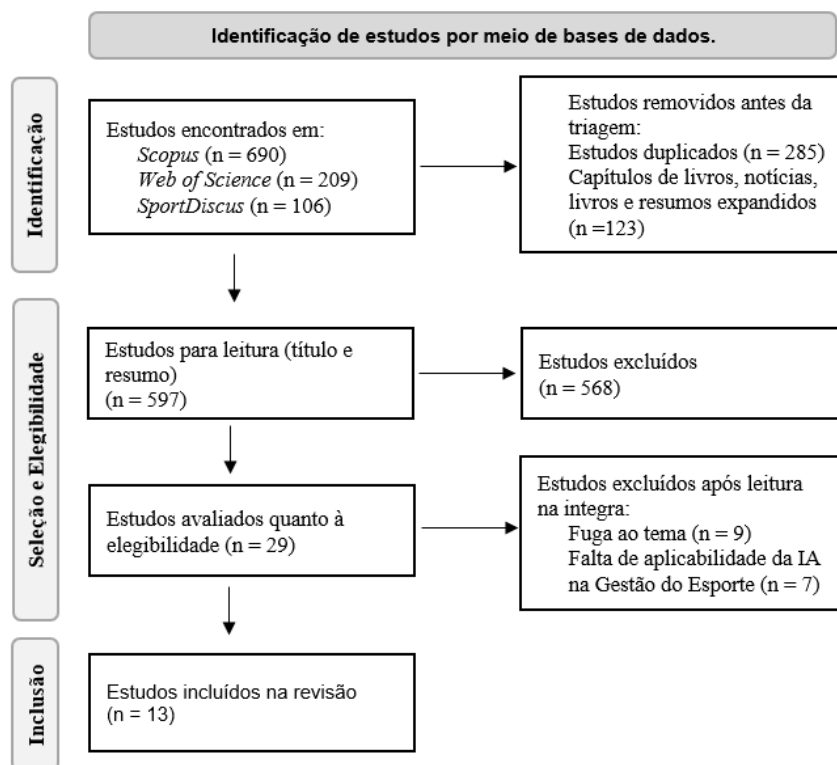 Identificação de estudos por meio de bases de dados.
Identificação
Estudos encontrados em:
Scopus (n = 690)
Web of Science (n = 209)
SportDiscus (n = 106)
Estudos removidos antes da
triagem:
Estudos duplicados (n = 285)
Capítulos de livros, notícias,
livros e resumos expandidos
(n =123)
Seleção e Elegibilidade
Estudos para leitura (título e
resumo)
(n = 597)
Estudos excluídos
(n = 568)
Estudos avaliados quanto à
elegibilidade (n = 29)
Estudos excluídos após leitura
na integra:
Fuga ao tema (n = 9)
Falta de aplicabilidade da IA
na Gestão do Esporte (n = 7)
Inclusão
Estudos incluídos na revisão
(n = 13)